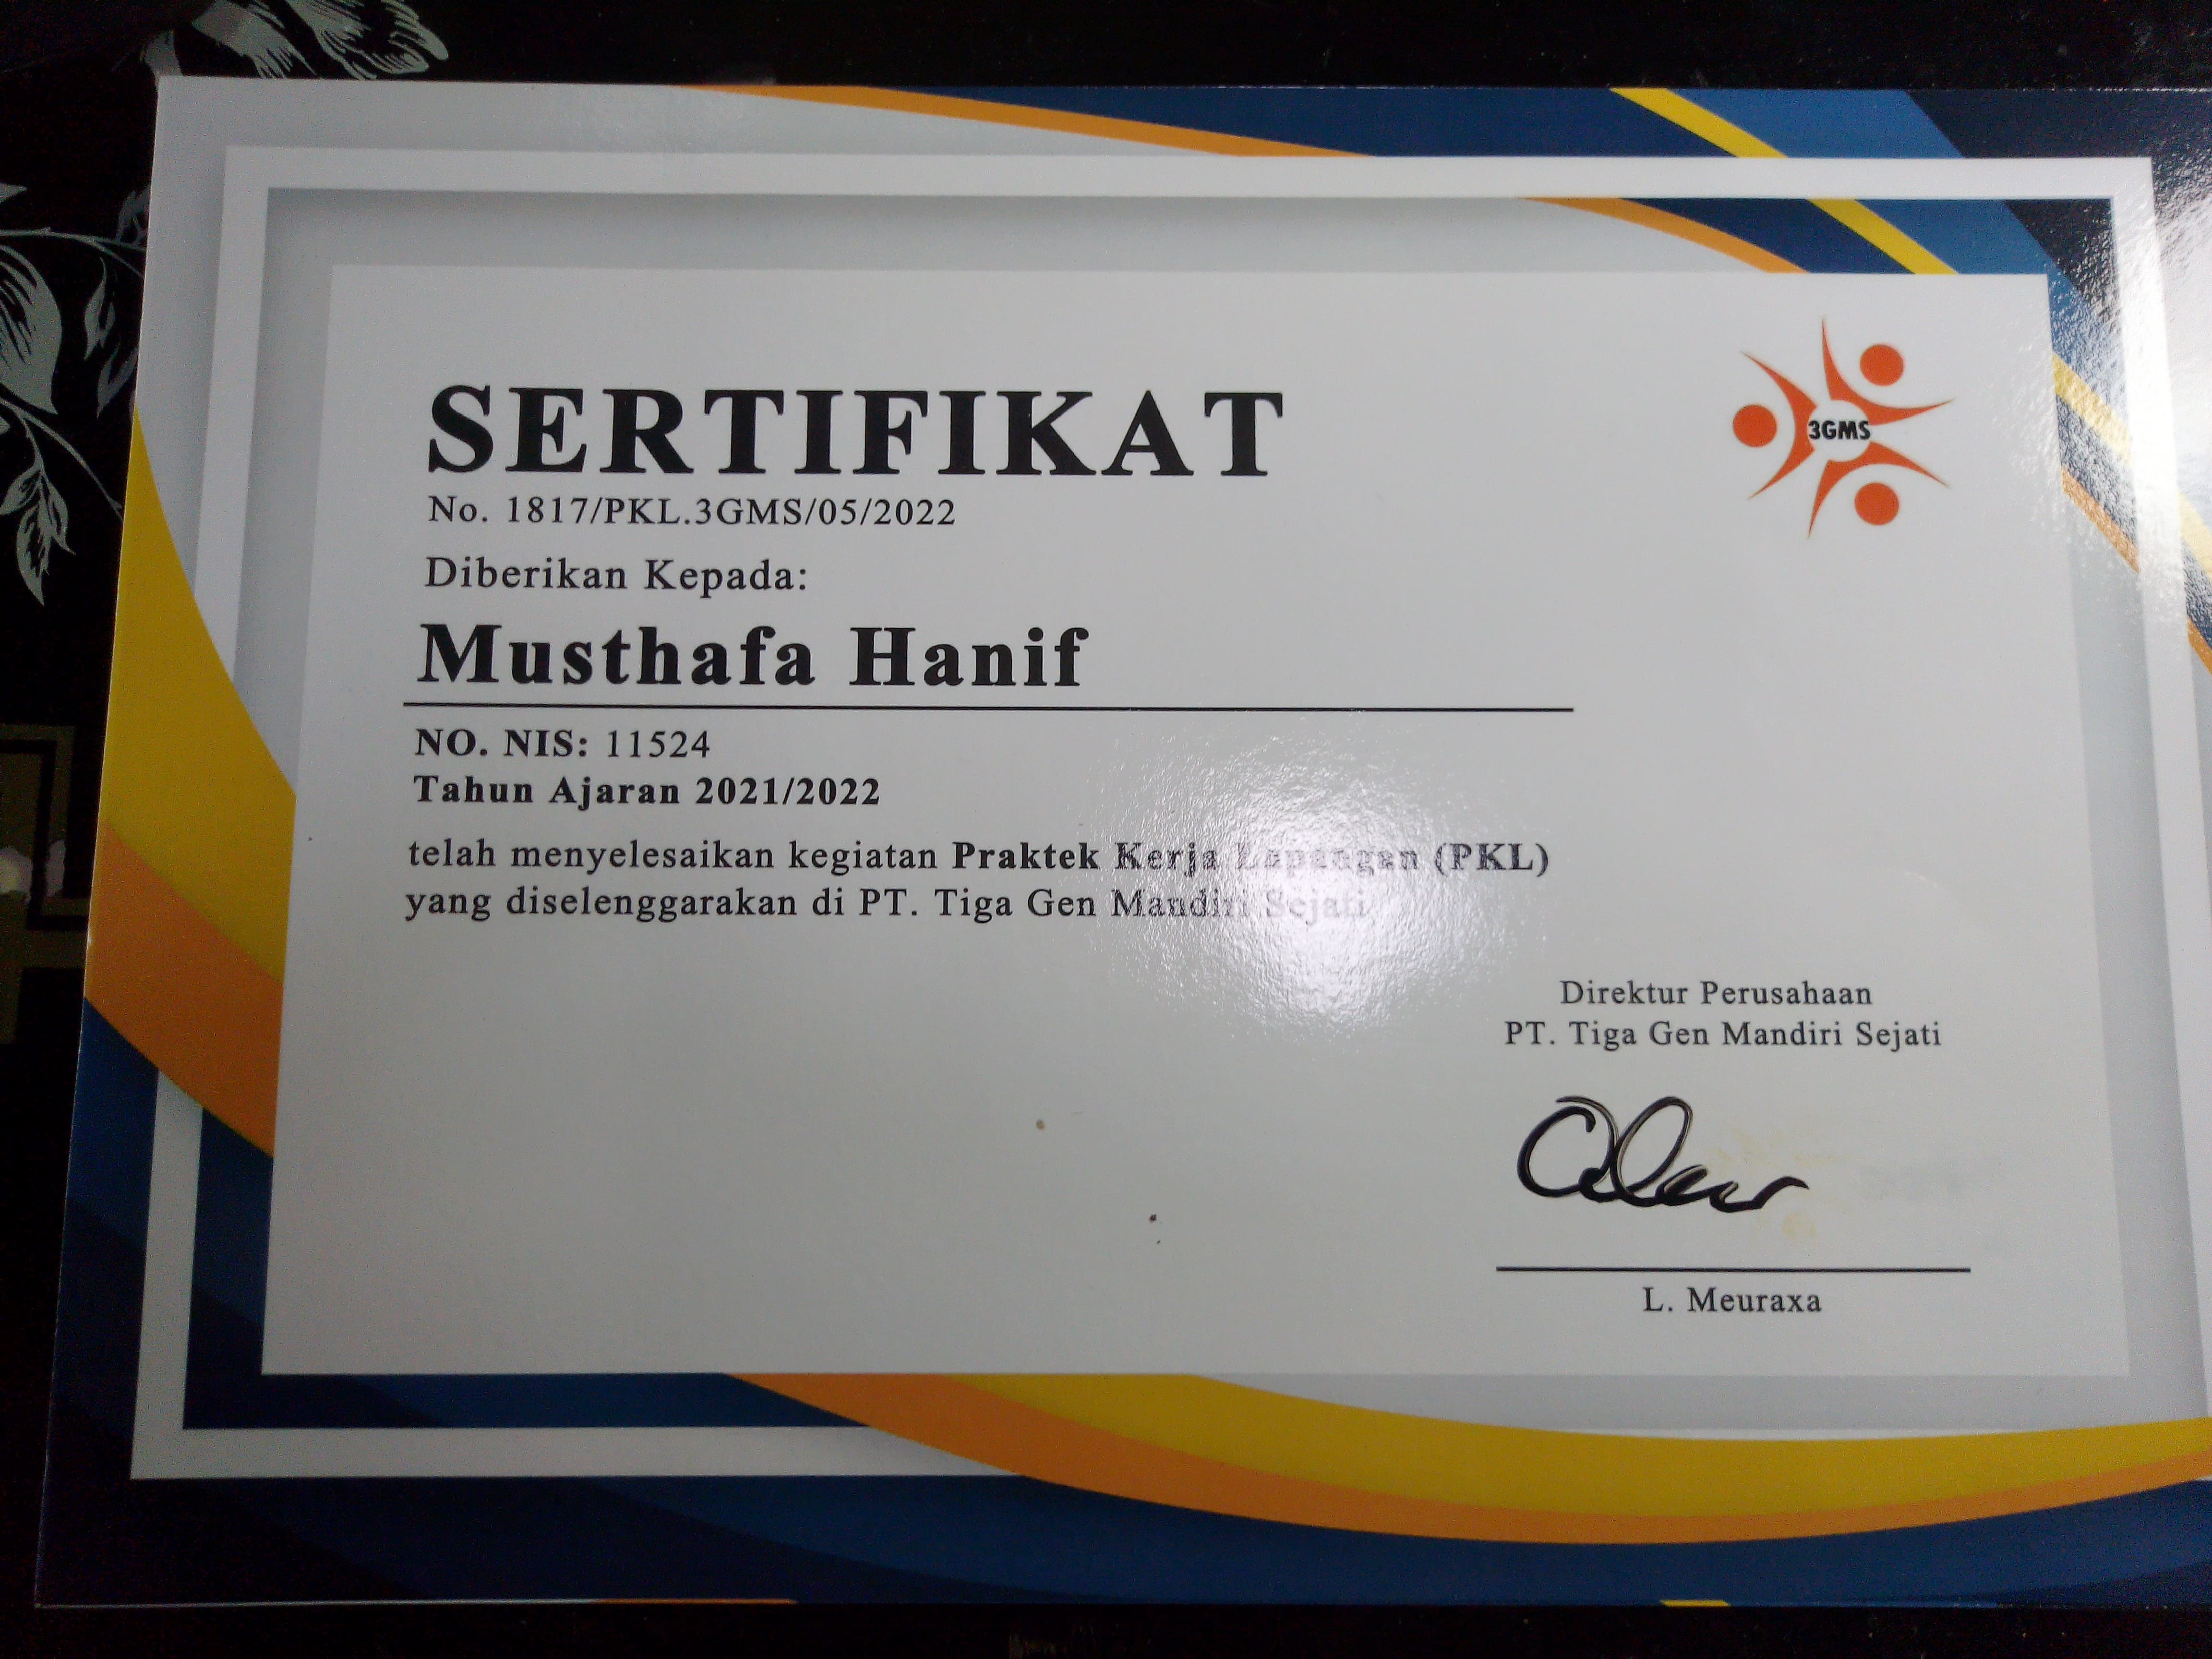 SERTIFIKAT
3GMS
No. 1817/PKL.3GMS/05/2022
Diberikan Kepada:
Musthafa Hanif
NO. NIS: 11524
Tahun Ajaran 2021/2022
telah menyelesaikan kegiatan Praktek Kerja Lapangan (PKL)
yang diselenggarakan di PT. Tiga Gen Mandiri Sejati
Direktur Perusahaan
PT. Tiga Gen Mandiri Sejati
L. Meuraxa